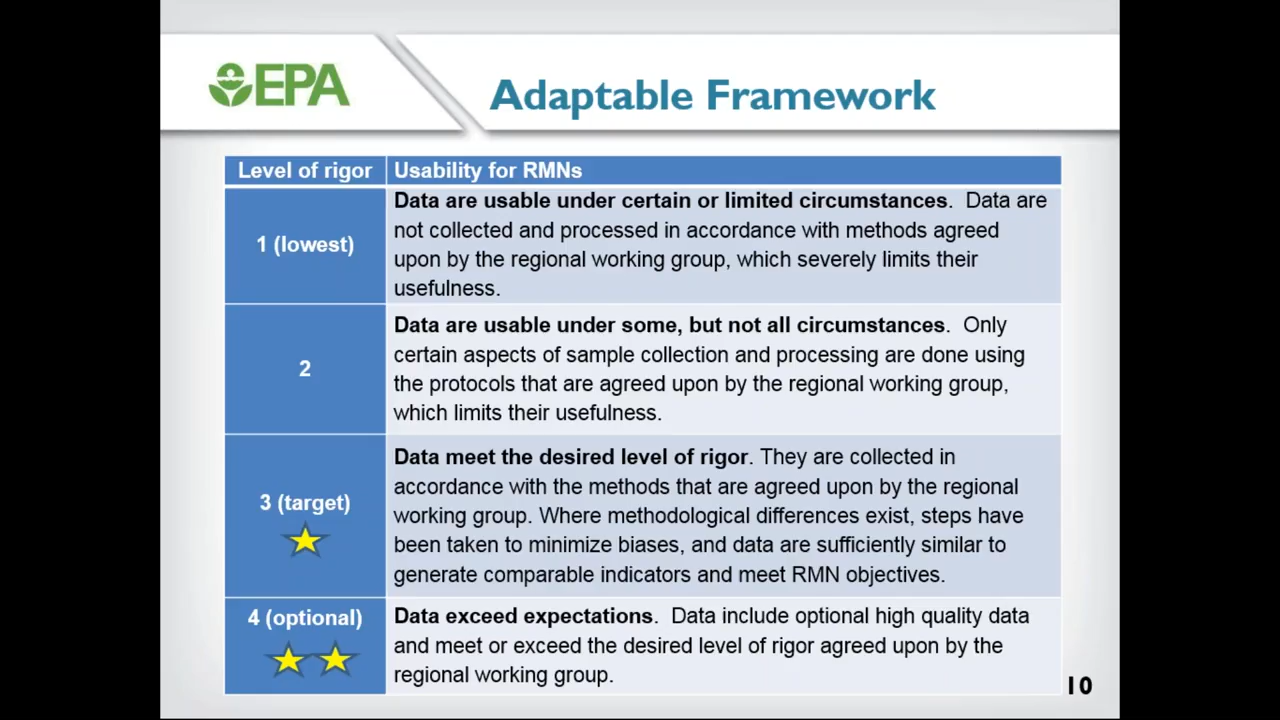 EPA
Adaptable Framework
Level of rigor
Usability for RMNs
1 (lowest)
Data are usable under certain or limited circumstances. Data are
not collected and processed in accordance with methods agreed
upon by the regional working group, which severely limits their
usefulness.
2
Data are usable under some, but not all circumstances. Only
certain aspects of sample collection and processing are done using
the protocols that are agreed upon by the regional working group,
which limits their usefulness.
3 (target)
Data meet the desired level of rigor. They are collected in
accordance with the methods that are agreed upon by the regional
working group. Where methodological differences exist, steps have
been taken to minimize biases, and data are sufficiently similar to
generate comparable indicators and meet RMN objectives.
4 (optional)
Data exceed expectations. Data include optional high quality data
and meet or exceed the desired level of rigor agreed upon by the
regional working group.
10